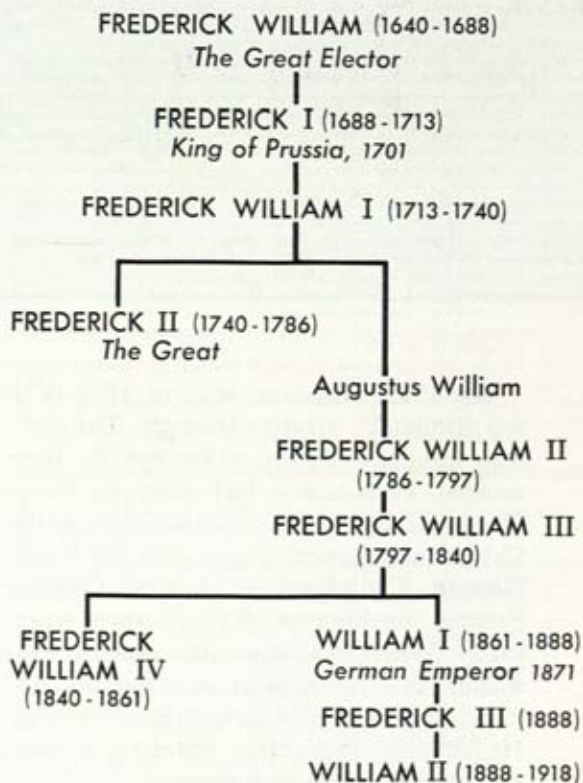 FREDERICK WILLIAM (1640-1688)
The Great Elector
FREDERICK I (1688-1713)
King of Prussia, 1701
FREDERICK WILLIAM I (1713-1740)
FREDERICK II (1740-1786)
The Great
Augustus William
FREDERICK WILLIAM II
(1786-1797)
FREDERICK WILLIAM III
(1797-1840)
FREDERICK
WILLIAM IV
(1840-1861)
WILLIAM I (1861-1888)
German Emperor 1871
FREDERICK III (1888)
WILLIAM II (1888-1918)